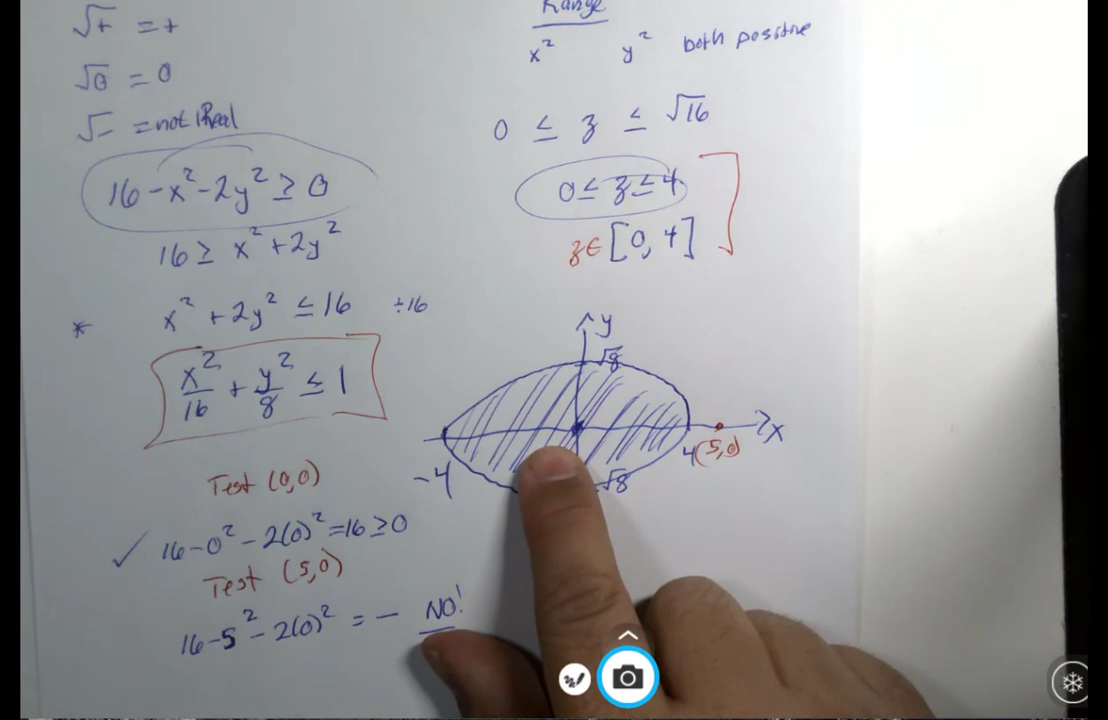 √+ = +
√0 = 0
√- = not Real
16 - x² - 2y² ≥ 0
16 ≥ x² + 2y²
* x² + 2y² ≤ 16 ÷16
x²/16 + y²/8 ≤ 1
Test (0,0)
✓ 16 - 0² - 2(0)² = 16 ≥ 0
Test (5,0)
16 - 5² - 2(0)² = - NO!
Range
x² y² both positive
0 ≤ z ≤ √16
0 ≤ z ≤ 4
z ∈ [0, 4]
y
√8
x
-4
4
(5,0)
√8